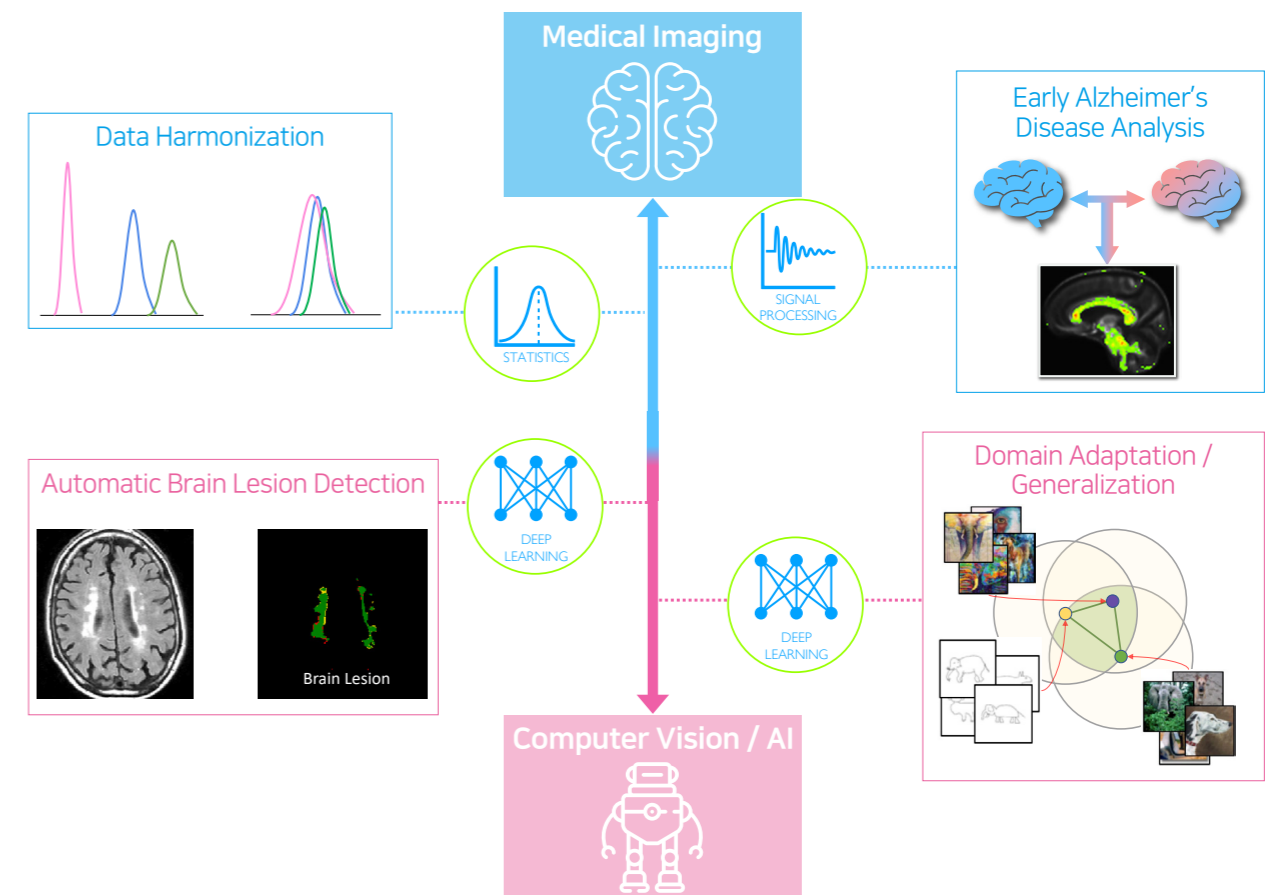 Medical Imaging
Data Harmonization
Early Alzheimer's
Disease Analysis
SIGNAL
PROCESSING
STATISTICS
Automatic Brain Lesion Detection
Brain Lesion
DEEP
LEARNING
Domain Adaptation /
Generalization
DEEP
LEARNING
Computer Vision / AI